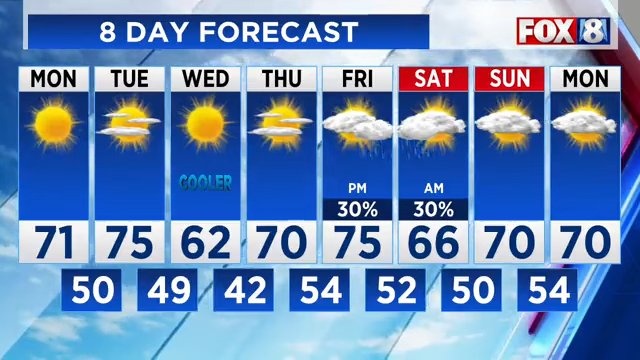 8 DAY FORECAST
FOX 8
MON TUE WED THU FRI SAT SUN MON
COOLER
PM AM
30% 30%
71 75 62 70 75 66 70 70
50 49 42 54 52 50 54